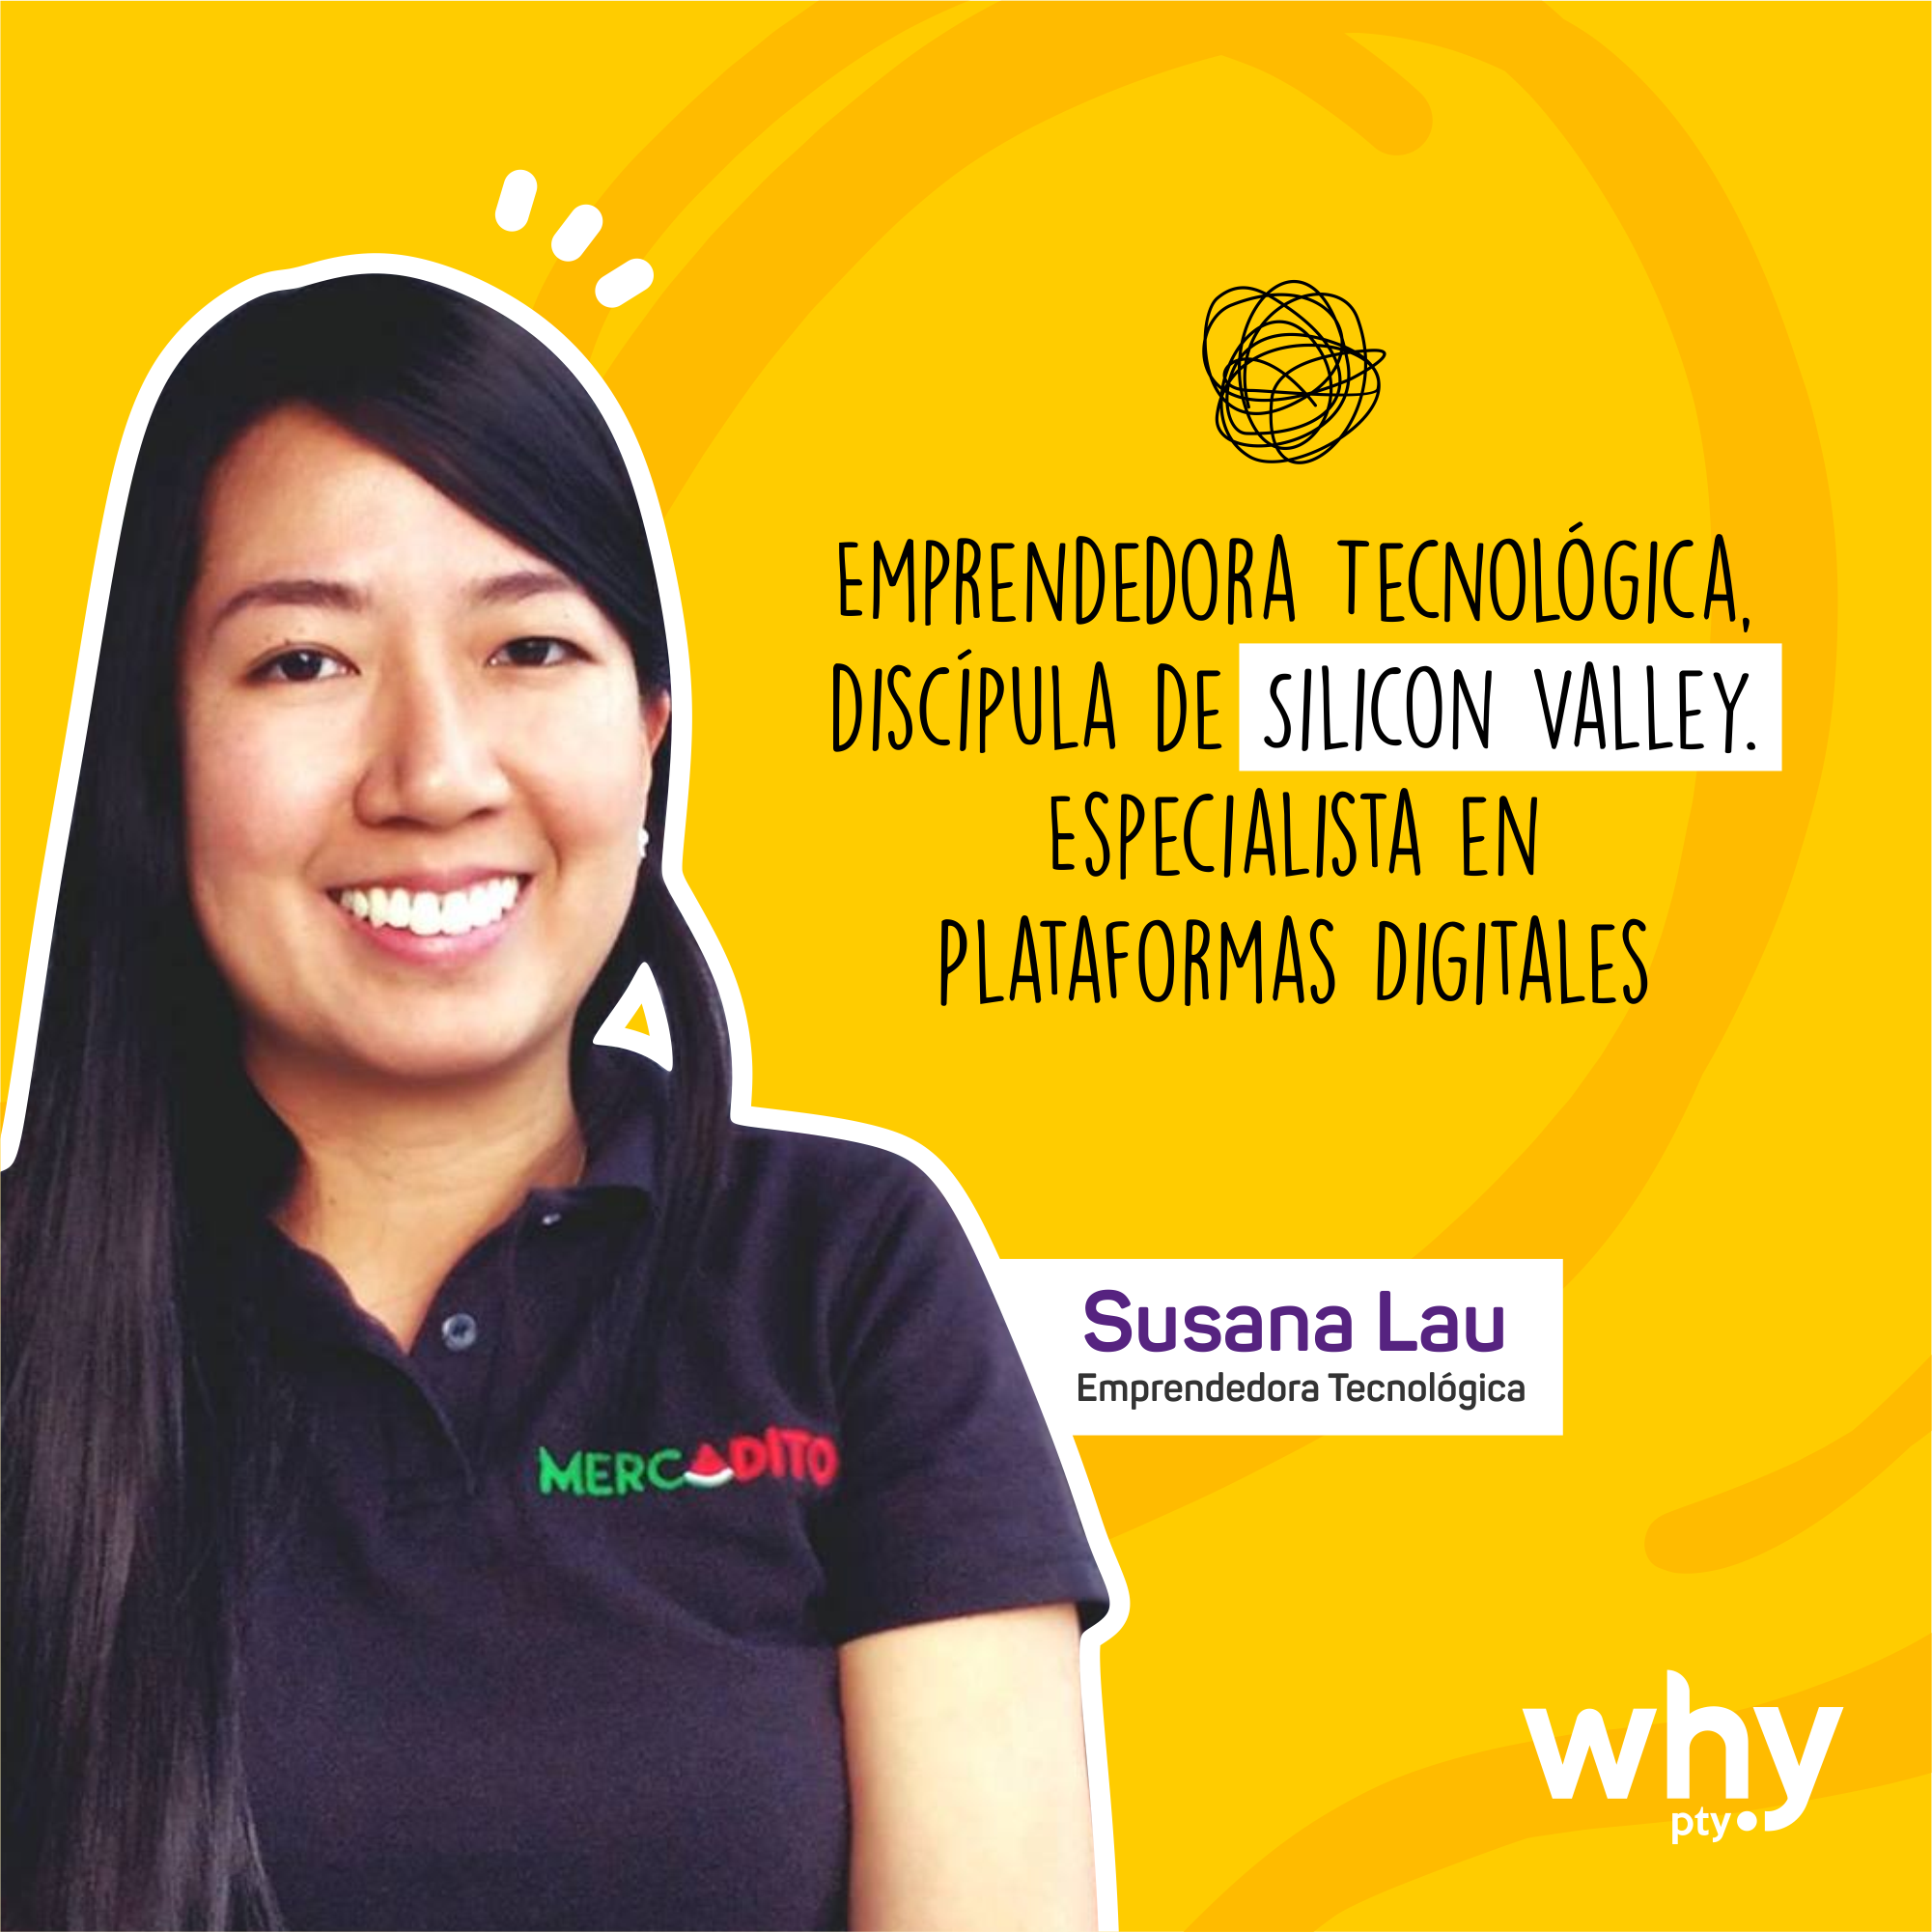 EMPRENDEDORA TECNOLÓGICA,
DISCÍPULA DE SILICON VALLEY.
ESPECIALISTA EN
PLATAFORMAS DIGITALES
Susana Lau
Emprendedora Tecnológica
MERCADITO
why
pty